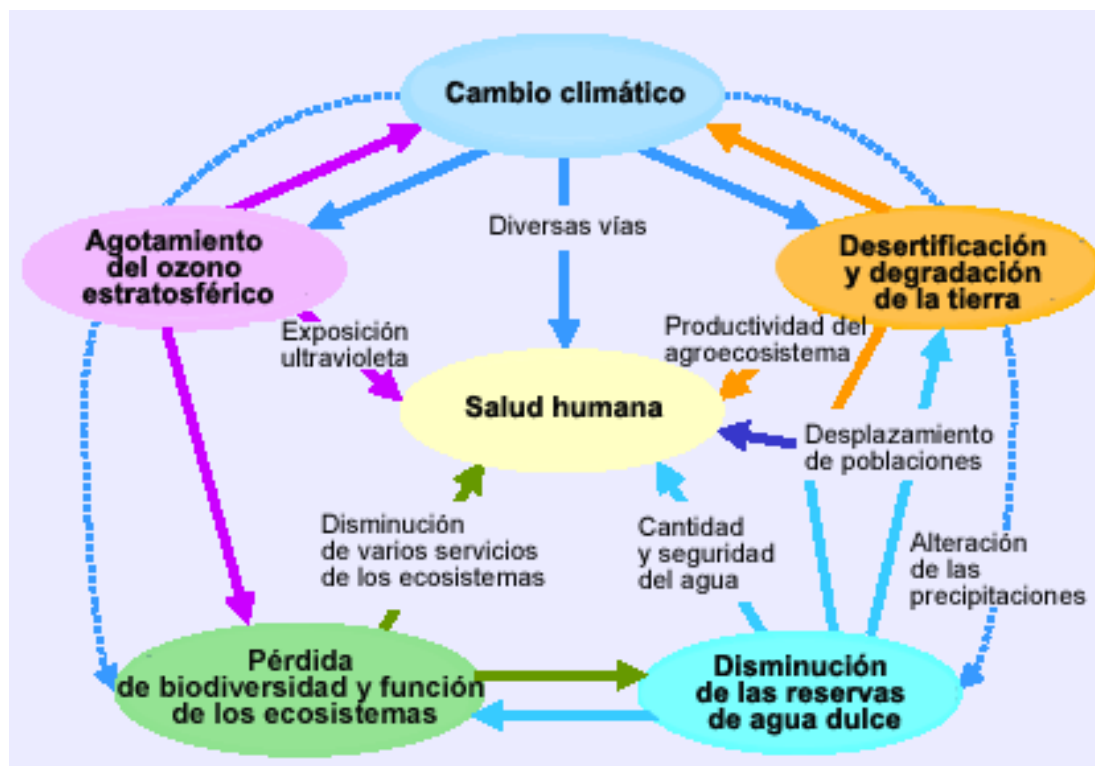 Cambio climático
Diversas vías
Agotamiento
del ozono
estratosférico
Desertificación
y degradación
de la tierra
Exposición
ultravioleta
Productividad del
agroecosistema
Salud humana
Desplazamiento
de poblaciones
Disminución
de varios servicios
de los ecosistemas
Cantidad
y seguridad
del agua
Alteración
de las
precipitaciones
Pérdida
de biodiversidad y función
de los ecosistemas
Disminución
de las reservas
de agua dulce